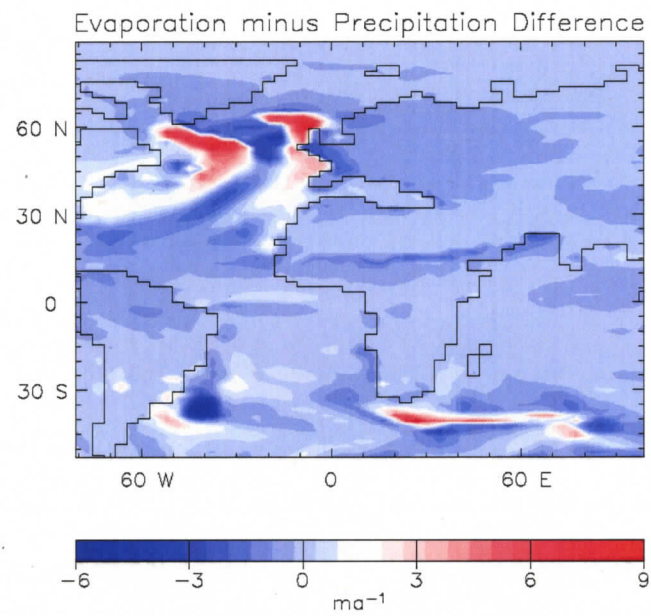 Evaporation minus Precipitation Difference
60 N
30 N
0
30 S
60 W 0 60 E
-6 -3 0 3 6 9
ma⁻¹